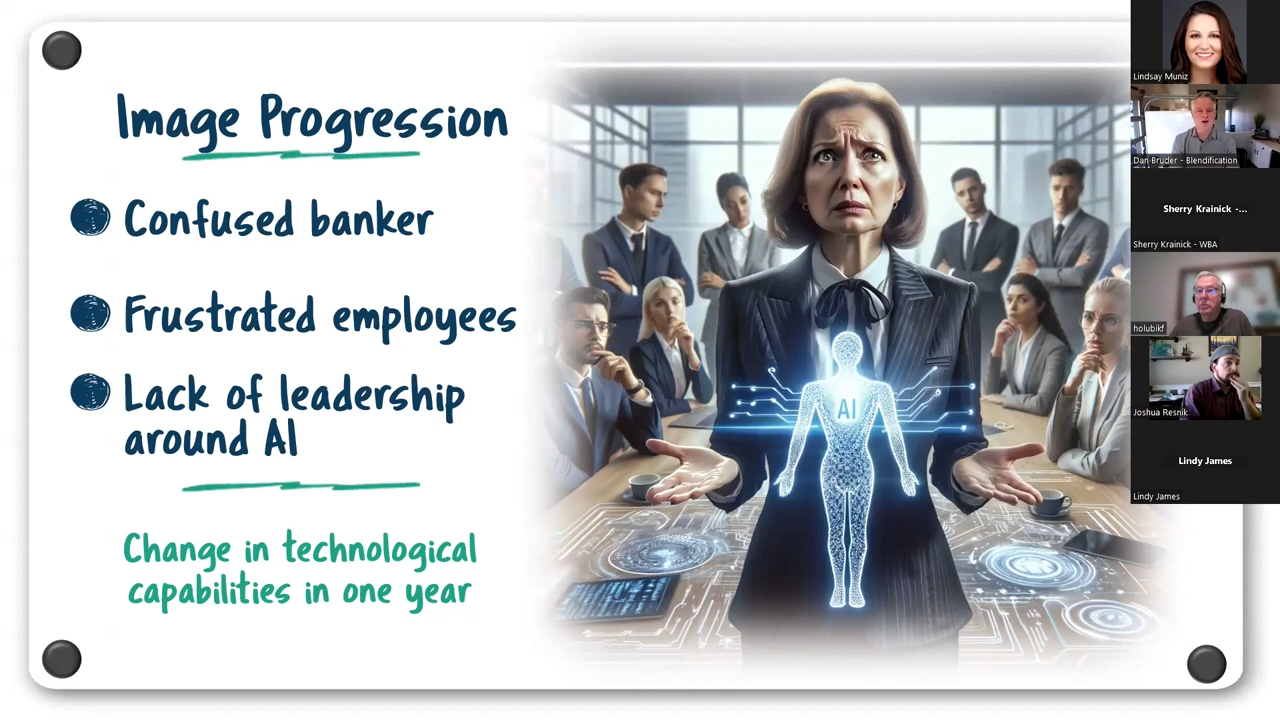 Image Progression
Confused banker
Frustrated employees
Lack of leadership
around AI
Change in technological
capabilities in one year
AI
Lindsay Muniz
Dan Bruder - Blendification
Sherry Krainick -...
Sherry Krainick - WBA
holubikf
Joshua Resnik
Lindy James
Lindy James